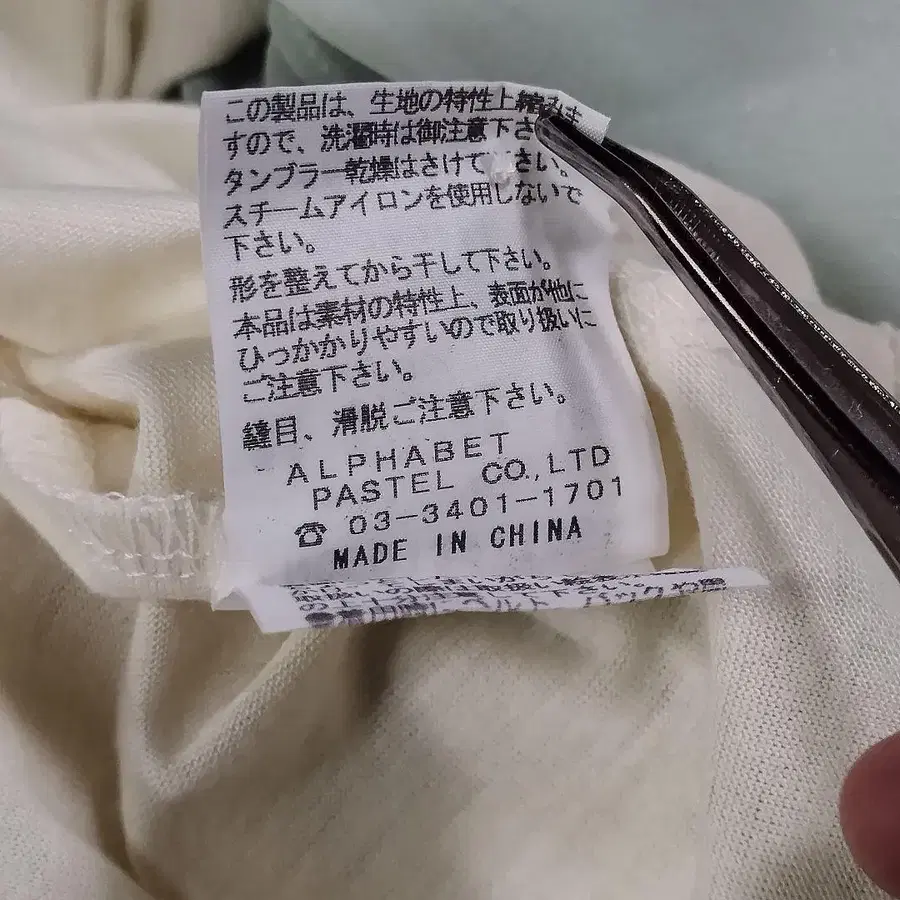 この製品は、生地の特性上縮みま
すので、洗濯時は御注意下さ
タンブラー乾燥はさけて下さい。
スチームアイロンを使用しないで
下さい。
形を整えてから干して下さい。
本品は素材の特性上、表面が他に
ひっかかりやすいので取り扱いに
ご注意下さい。
縫目、滑脱ご注意下さい。
ALPHABET
PASTEL CO.,LTD
☎ 03-3401-1701
MADE IN CHINA